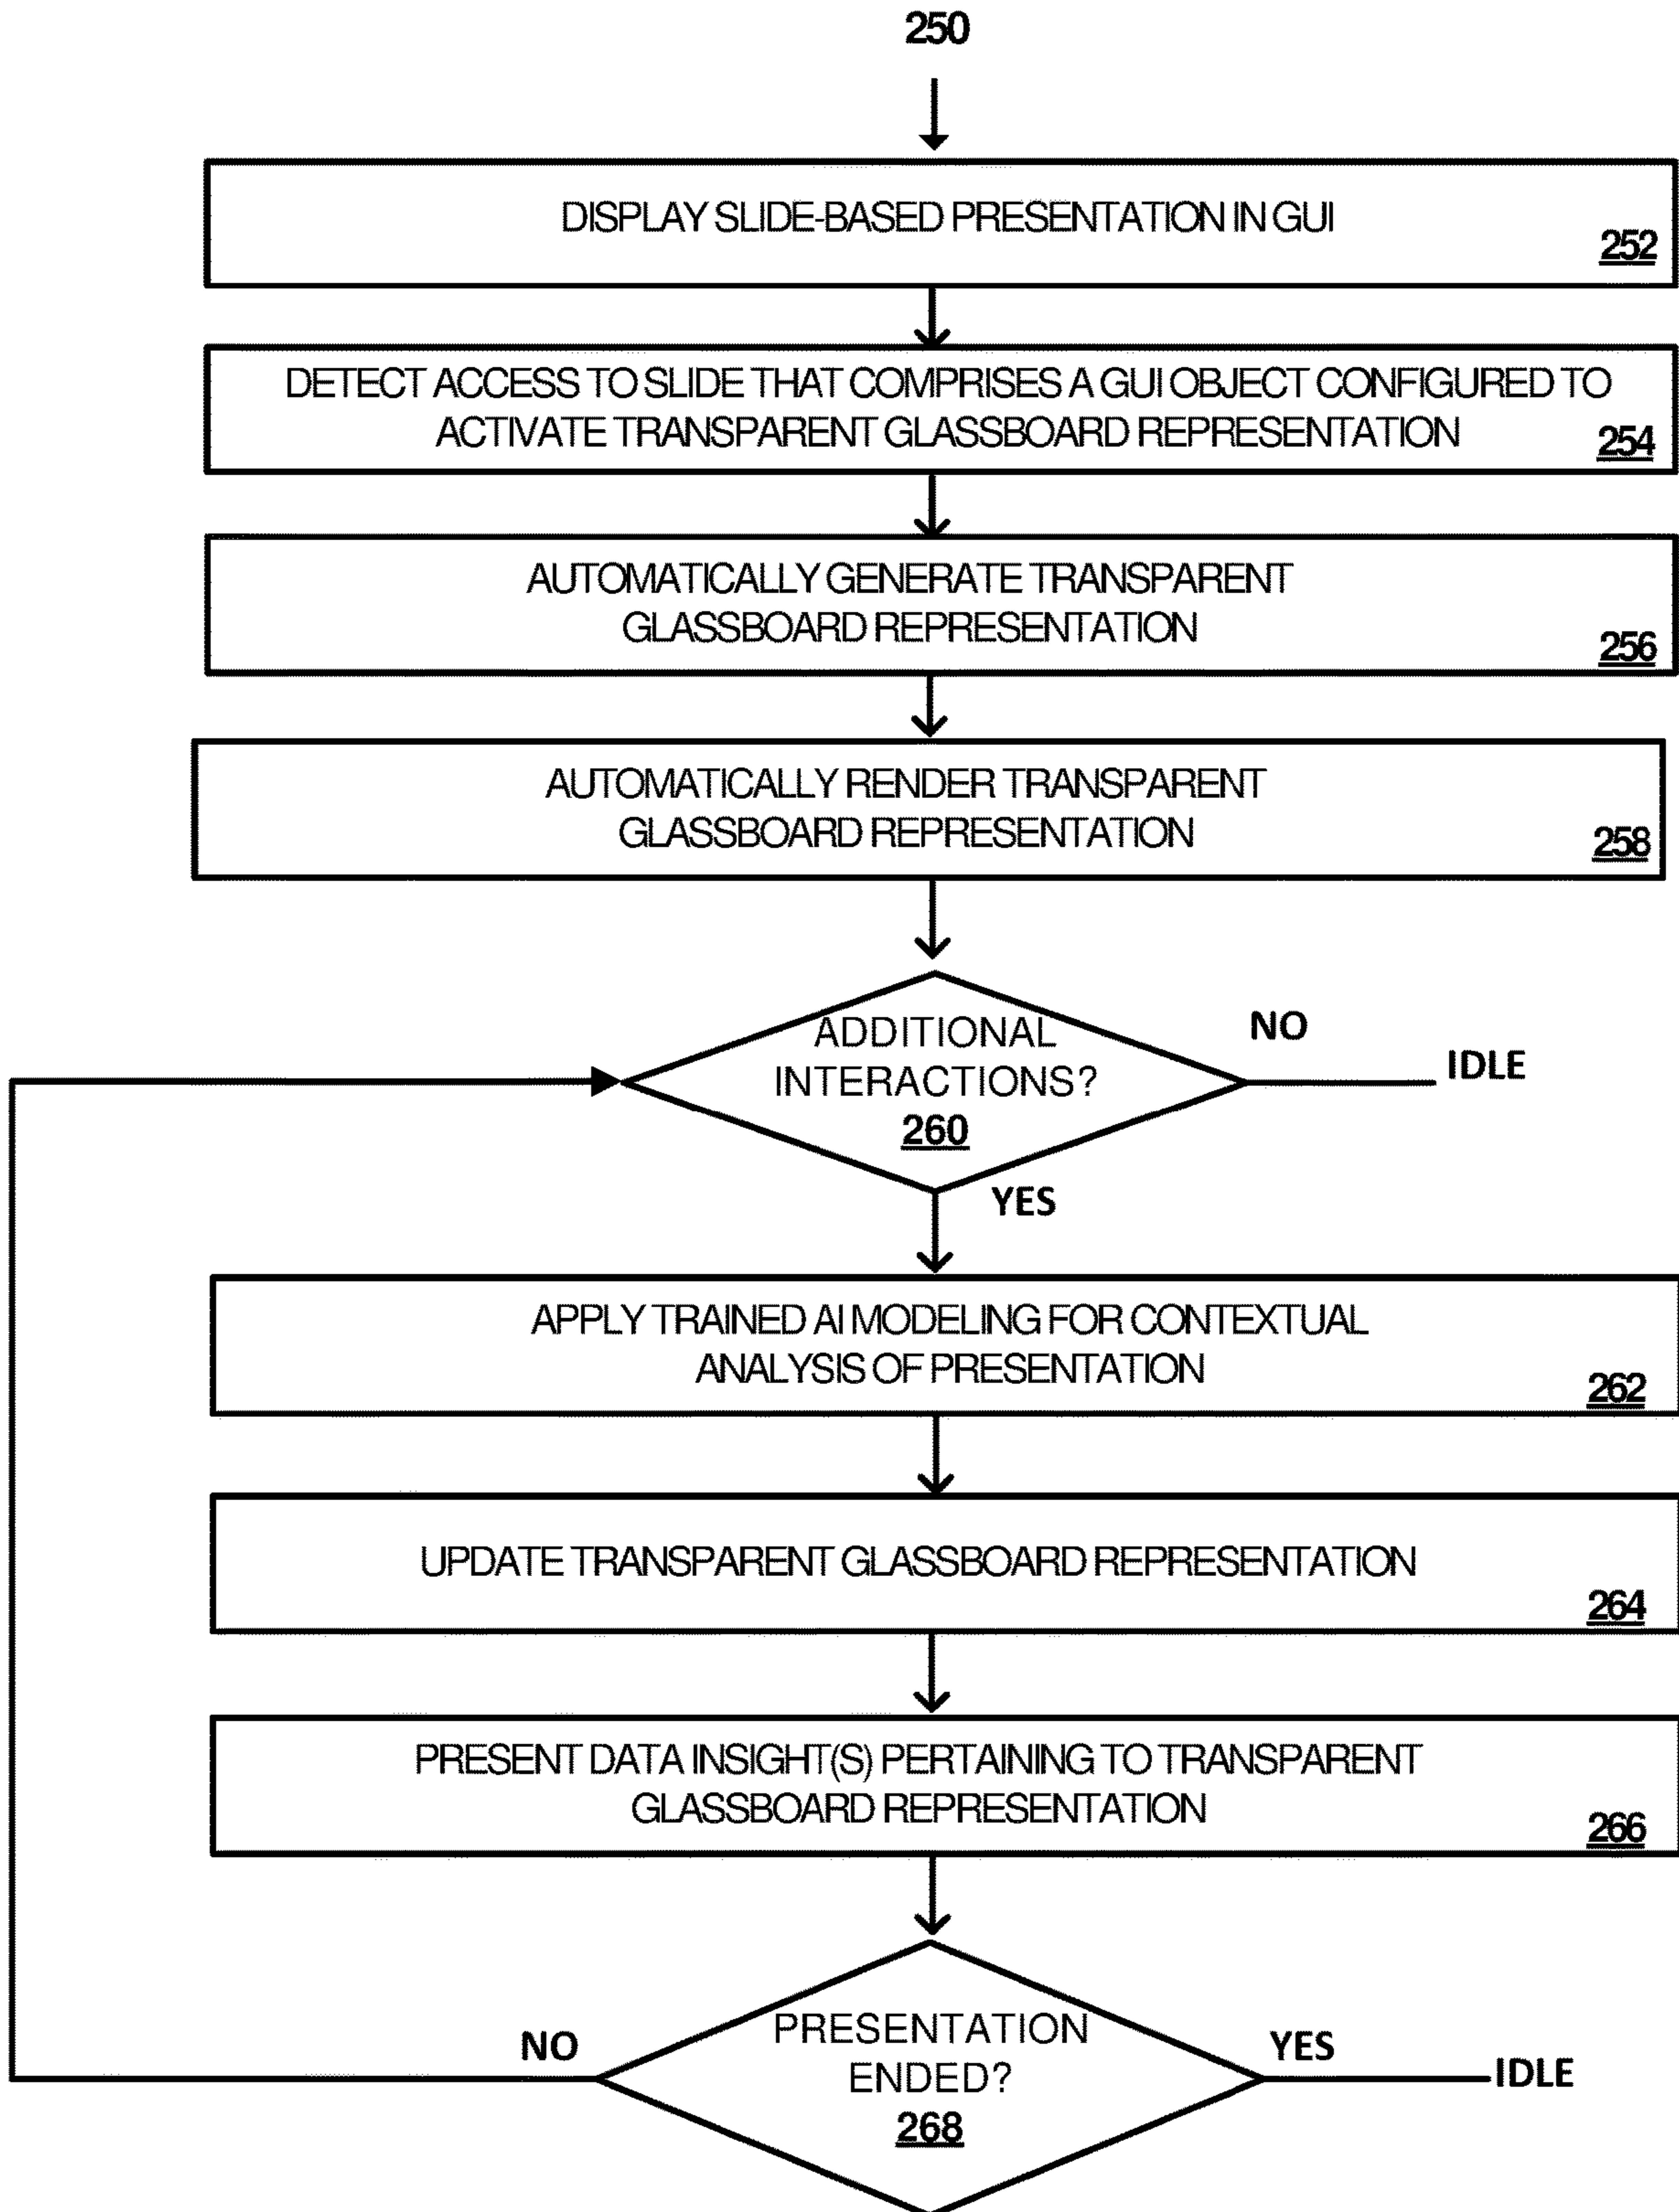 250
DISPLAY SLIDE-BASED PRESENTATION IN GUI
252
DETECT ACCESS TO SLIDE THAT COMPRISES A GUI OBJECT CONFIGURED TO
ACTIVATE TRANSPARENT GLASSBOARD REPRESENTATION
254
AUTOMATICALLY GENERATE TRANSPARENT
GLASSBOARD REPRESENTATION
256
AUTOMATICALLY RENDER TRANSPARENT
GLASSBOARD REPRESENTATION
258
ADDITIONAL
INTERACTIONS?
260
NO
IDLE
YES
APPLY TRAINED AI MODELING FOR CONTEXTUAL
ANALYSIS OF PRESENTATION
262
UPDATE TRANSPARENT GLASSBOARD REPRESENTATION
264
PRESENT DATA INSIGHT(S) PERTAINING TO TRANSPARENT
GLASSBOARD REPRESENTATION
266
NO
PRESENTATION
ENDED?
268
YES
IDLE